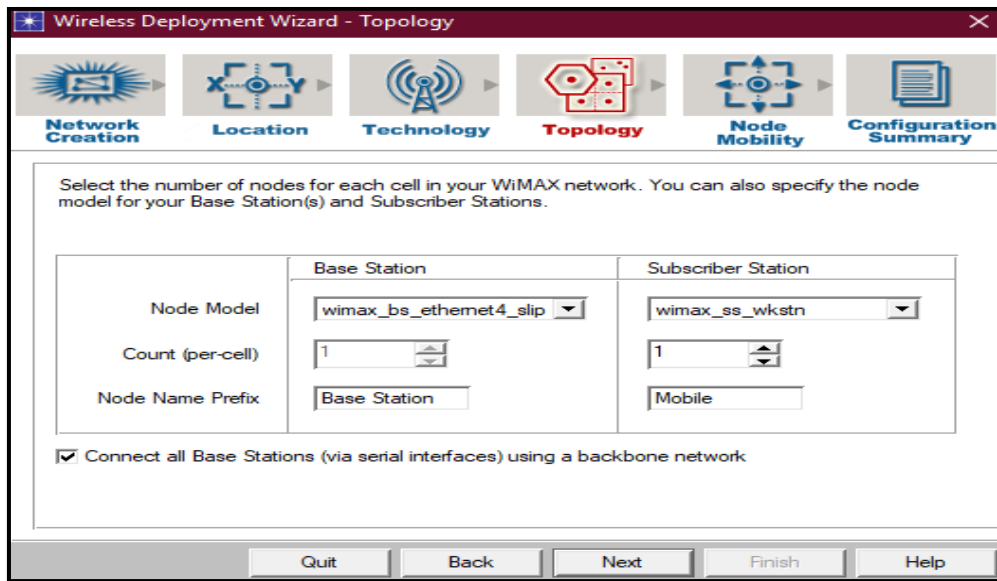 Wireless Deployment Wizard - Topology
X Y
Network Creation
Location
Technology
Topology
Node Mobility
Configuration Summary
Select the number of nodes for each cell in your WiMAX network. You can also specify the node
model for your Base Station(s) and Subscriber Stations.
Base Station Subscriber Station
Node Model wimax_bs_ethernet4_slip wimax_ss_wkstn
Count (per-cell) 1 1
Node Name Prefix Base Station Mobile
Connect all Base Stations (via serial interfaces) using a backbone network
Quit Back Next Finish Help